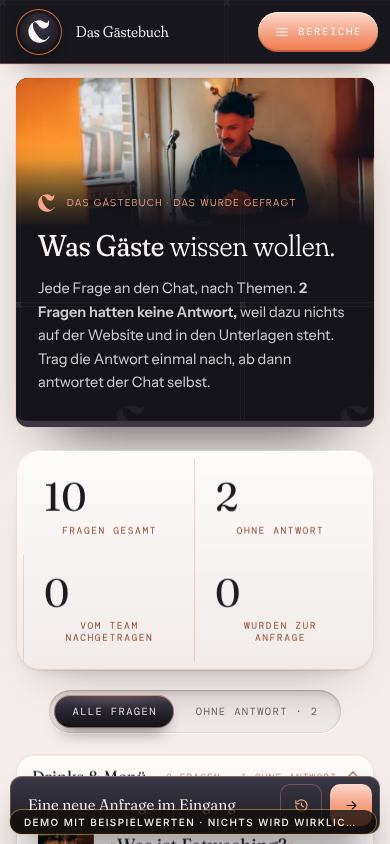 Das Gästebuch
BEREICHE
DAS GÄSTEBUCH · DAS WURDE GEFRAGT
Was Gäste wissen wollen.
Jede Frage an den Chat, nach Themen. 2
Fragen hatten keine Antwort, weil dazu nichts
auf der Website und in den Unterlagen steht.
Trag die Antwort einmal nach, ab dann
antwortet der Chat selbst.
10
FRAGEN GESAMT
2
OHNE ANTWORT
0
VOM TEAM
NACHGETRAGEN
0
WURDEN ZUR
ANFRAGE
ALLE FRAGEN
OHNE ANTWORT · 2
Drinks & Menü
Eine neue Anfrage im Eingang
DEMO MIT BEISPIELWERTEN · NICHTS WIRD WIRKLIC…